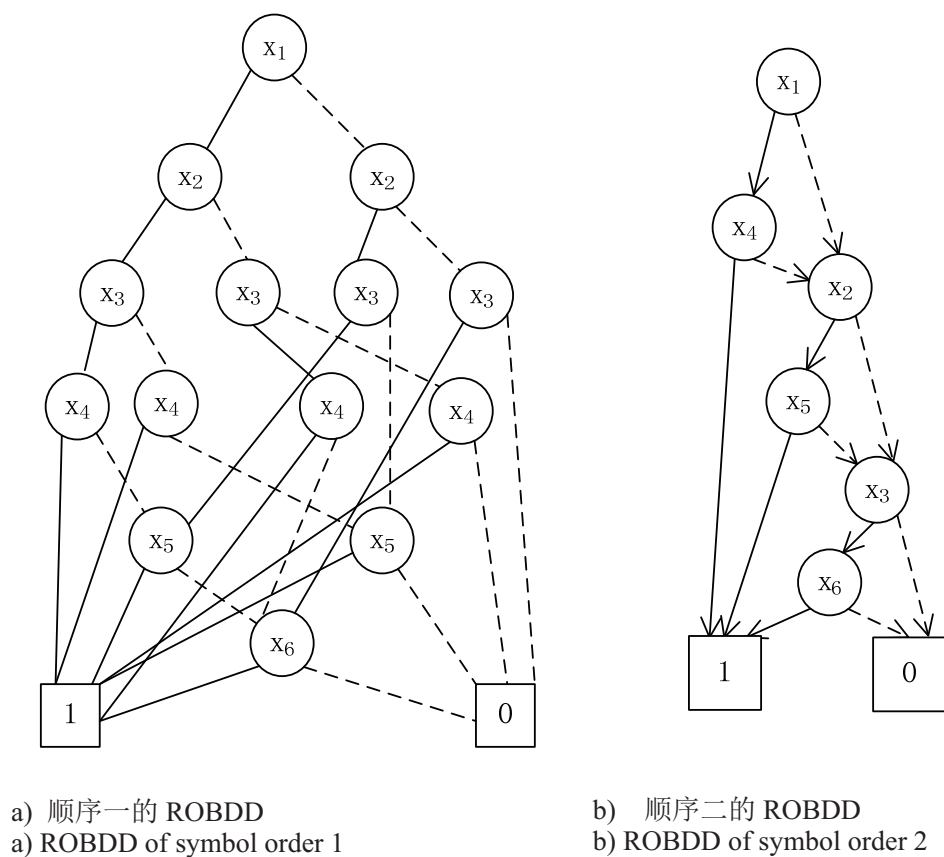 x₁
x₂ x₂
x₃ x₃ x₃ x₃
x₄ x₄ x₄ x₄
x₅ x₅
x₆
1 0
a) 顺序一的 ROBDD
a) ROBDD of symbol order 1
x₁
x₄
x₂
x₅
x₃
x₆
1 0
b) 顺序二的 ROBDD
b) ROBDD of symbol order 2